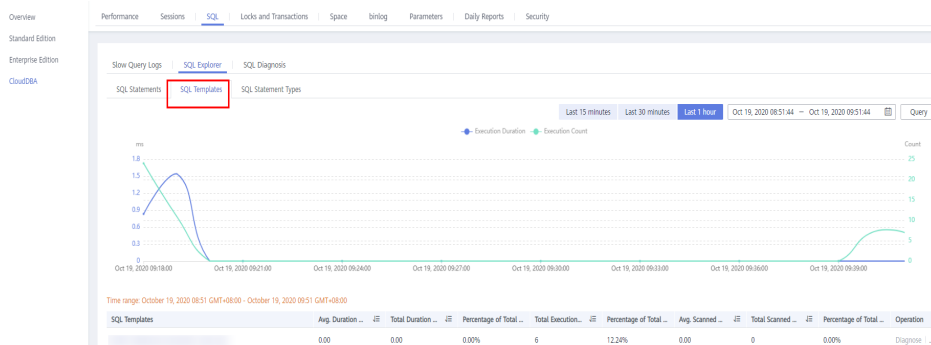 Overview
Standard Edition
Enterprise Edition
CloudDBA
Performance Sessions SQL Locks and Transactions Space binlog Parameters Daily Reports Security
Slow Query Logs SQL Explorer SQL Diagnosis
SQL Statements SQL Templates SQL Statement Types
Last 15 minutes Last 30 minutes Last 1 hour Oct 19, 2020 08:51:44 — Oct 19, 2020 09:51:44 Query
Execution Duration Execution Count
ms Count
1.8 25
1.5 20
1.2 15
0.9
0.6 10
0.3 5
0 0
Oct 19, 2020 09:18:00 Oct 19, 2020 09:21:00 Oct 19, 2020 09:24:00 Oct 19, 2020 09:27:00 Oct 19, 2020 09:30:00 Oct 19, 2020 09:33:00 Oct 19, 2020 09:36:00 Oct 19, 2020 09:39:00
Time range: October 19, 2020 08:51 GMT+08:00 - October 19, 2020 09:51 GMT+08:00
SQL Templates Avg. Duration ... Total Duration ... Percentage of Total ... Total Execution... Percentage of Total ... Avg. Scanned ... Total Scanned ... Percentage of Total ... Operation
0.00 0.00 0.00% 6 12.24% 0.00 0 0.00% Diagnose